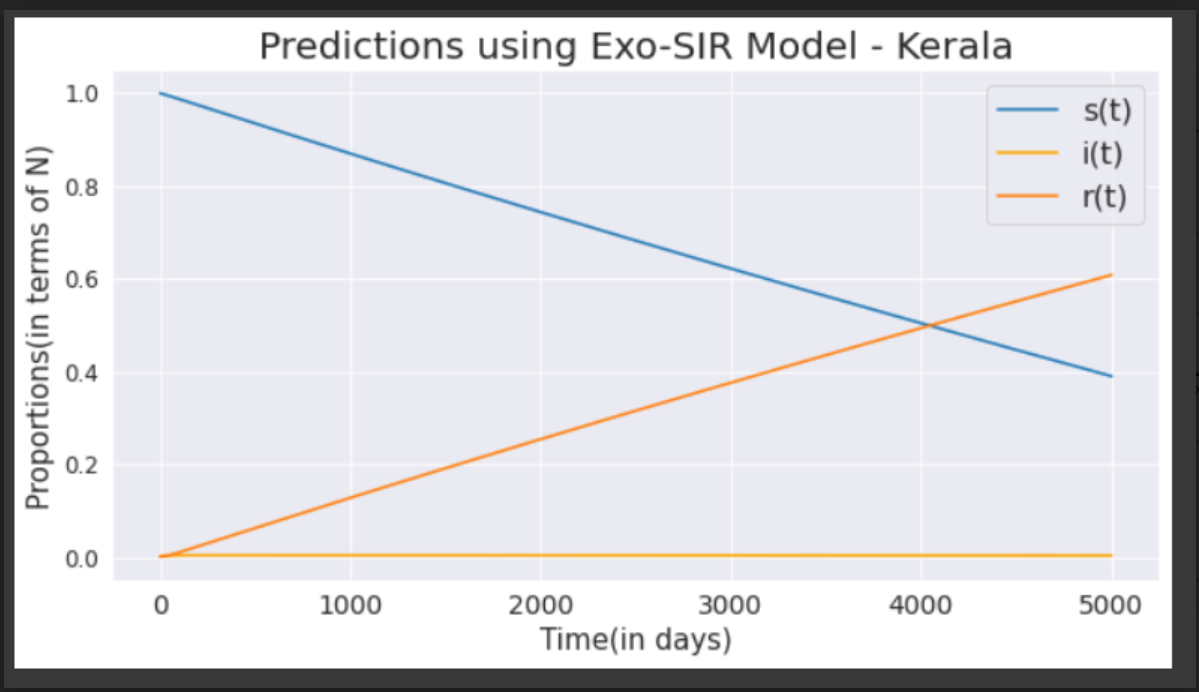 Predictions using Exo-SIR Model - Kerala
s(t)
i(t)
r(t)
Proportions(in terms of N)
1.0
0.8
0.6
0.4
0.2
0.0
0 1000 2000 3000 4000 5000
Time(in days)